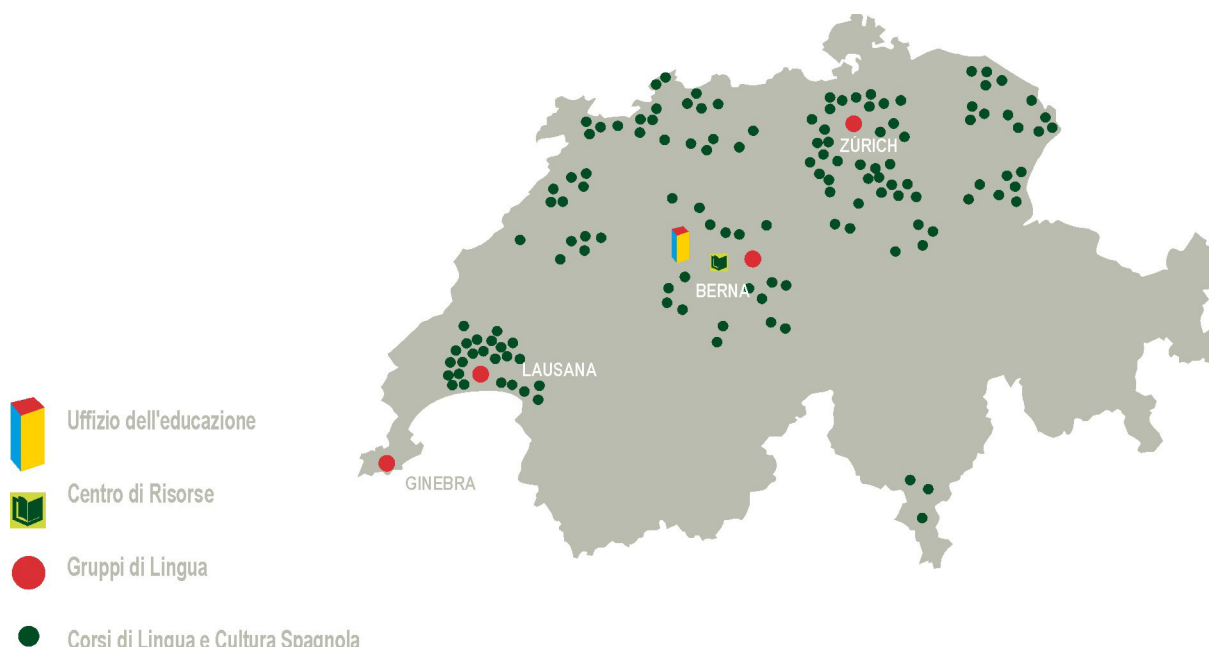 ZÚRICH
BERNA
LAUSANA
Uffizio dell'educazione
GINEBRA
Centro di Risorse
Gruppi di Lingua
Corsi di Lingua e Cultura Spagnola